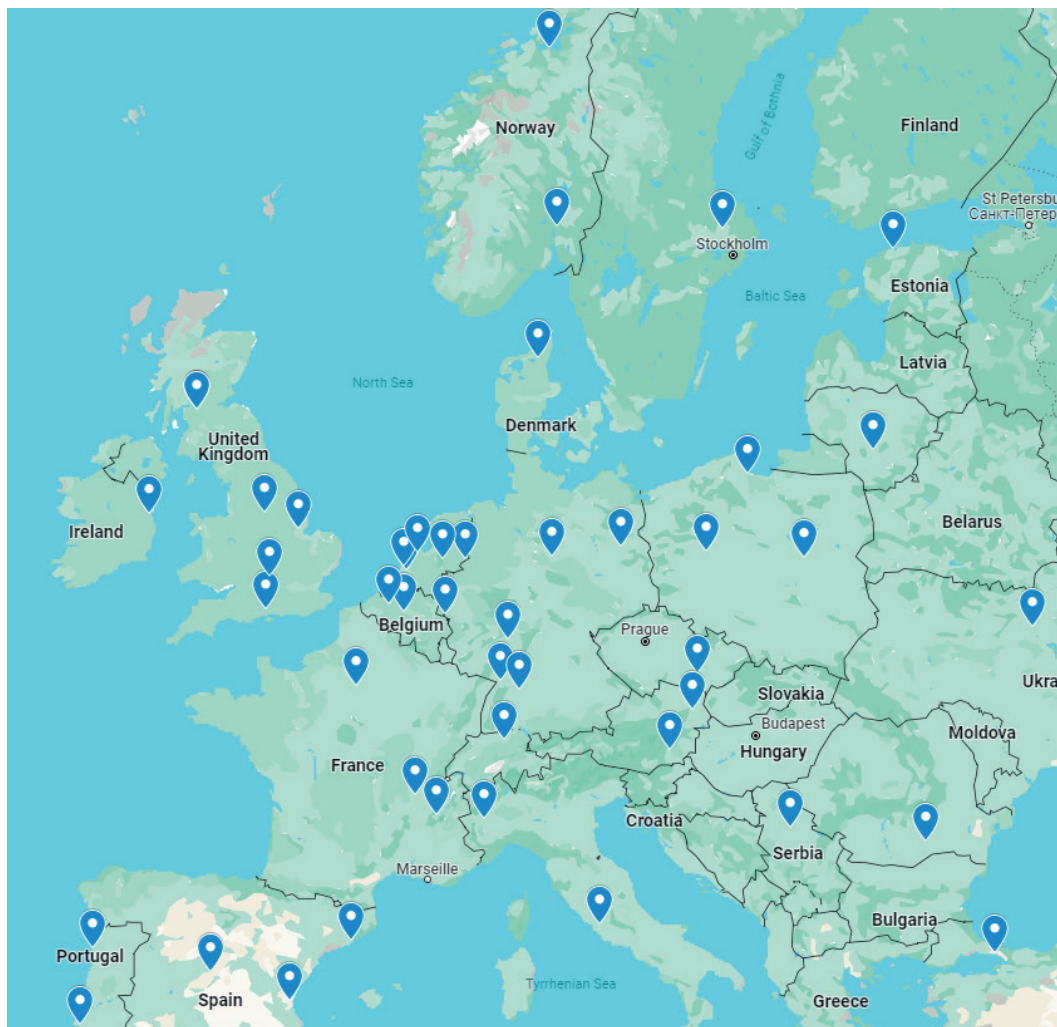 Gulf of Bothnia
Norway
Finland
St Petersbu
Санкт-Петер
Stockholm
Estonia
Baltic Sea
Latvia
North Sea
Denmark
United
Kingdom
Ireland
Belarus
Belgium
Prague
Ukra
Slovakia
Budapest
Moldova
Hungary
France
Croatia
Serbia
Marseille
Bulgaria
Portugal
Tyrrhenian Sea
Spain
Greece